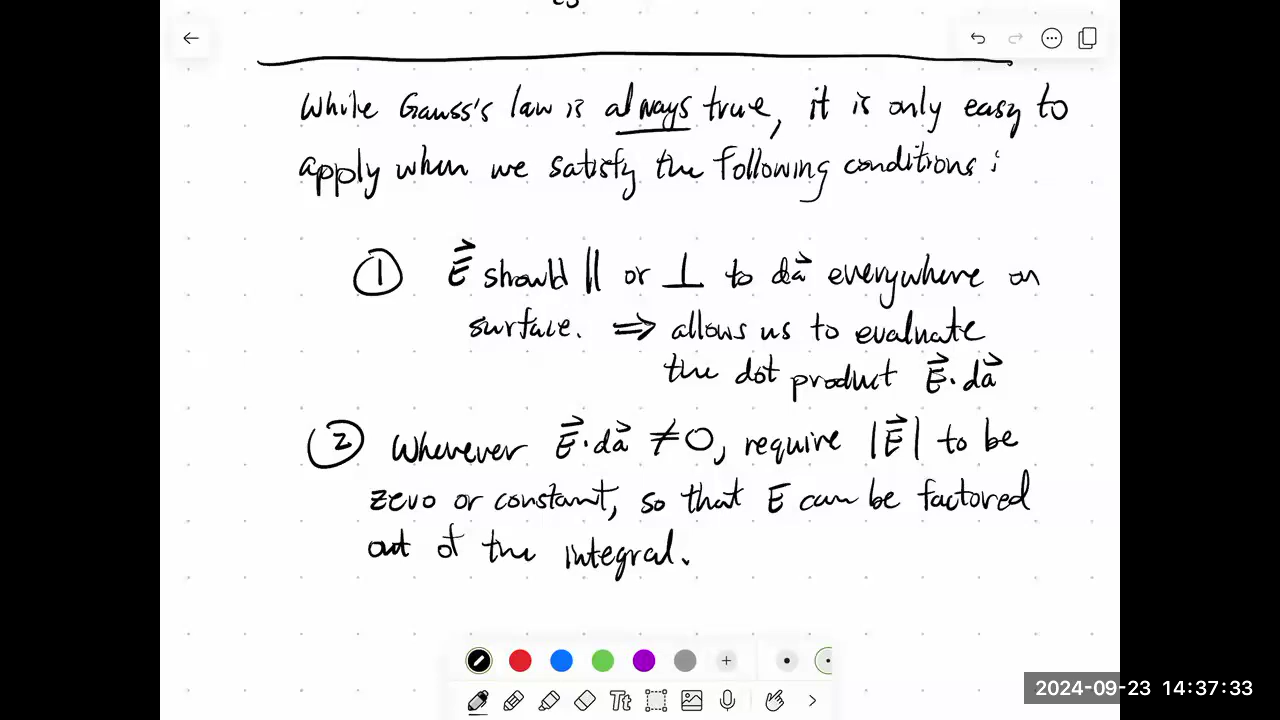 While Gauss's law is always true, it is only easy to
apply when we satisfy the following conditions:
① E⃗ should || or ⊥ to da⃗ everywhere on
surface. ⇒ allows us to evaluate
the dot product E⃗·da⃗
② Whenever E⃗·da⃗ ≠ 0, require |E⃗| to be
zero or constant, so that E can be factored
out of the integral.
Tt
2024-09-23 14:37:33